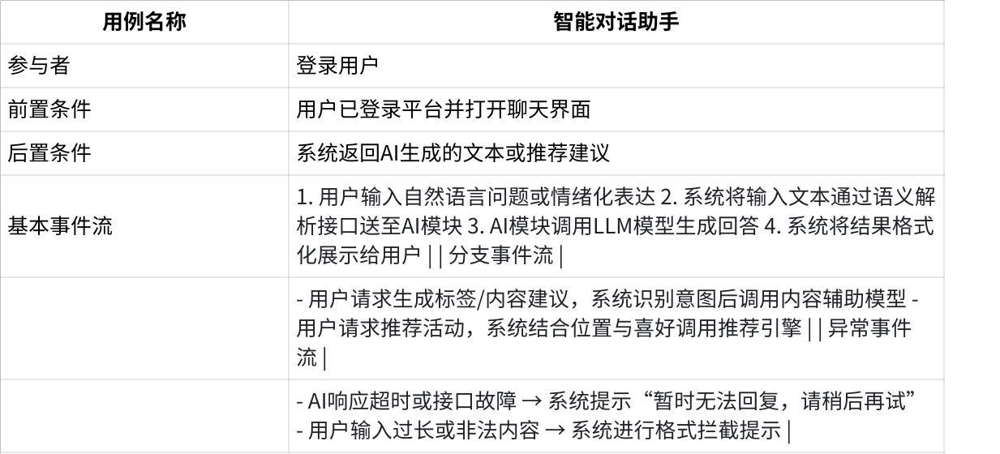 用例名称 智能对话助手
参与者 登录用户
前置条件 用户已登录平台并打开聊天界面
后置条件 系统返回AI生成的文本或推荐建议
基本事件流
1. 用户输入自然语言问题或情绪化表达 2. 系统将输入文本通过语义解
析接口送至AI模块 3. AI模块调用LLM模型生成回答 4. 系统将结果格式
化展示给用户 | | 分支事件流 |
- 用户请求生成标签/内容建议，系统识别意图后调用内容辅助模型 -
用户请求推荐活动，系统结合位置与喜好调用推荐引擎 | | 异常事件
流 |
- AI响应超时或接口故障 → 系统提示“暂时无法回复，请稍后再试”
- 用户输入过长或非法内容 → 系统进行格式拦截提示 |